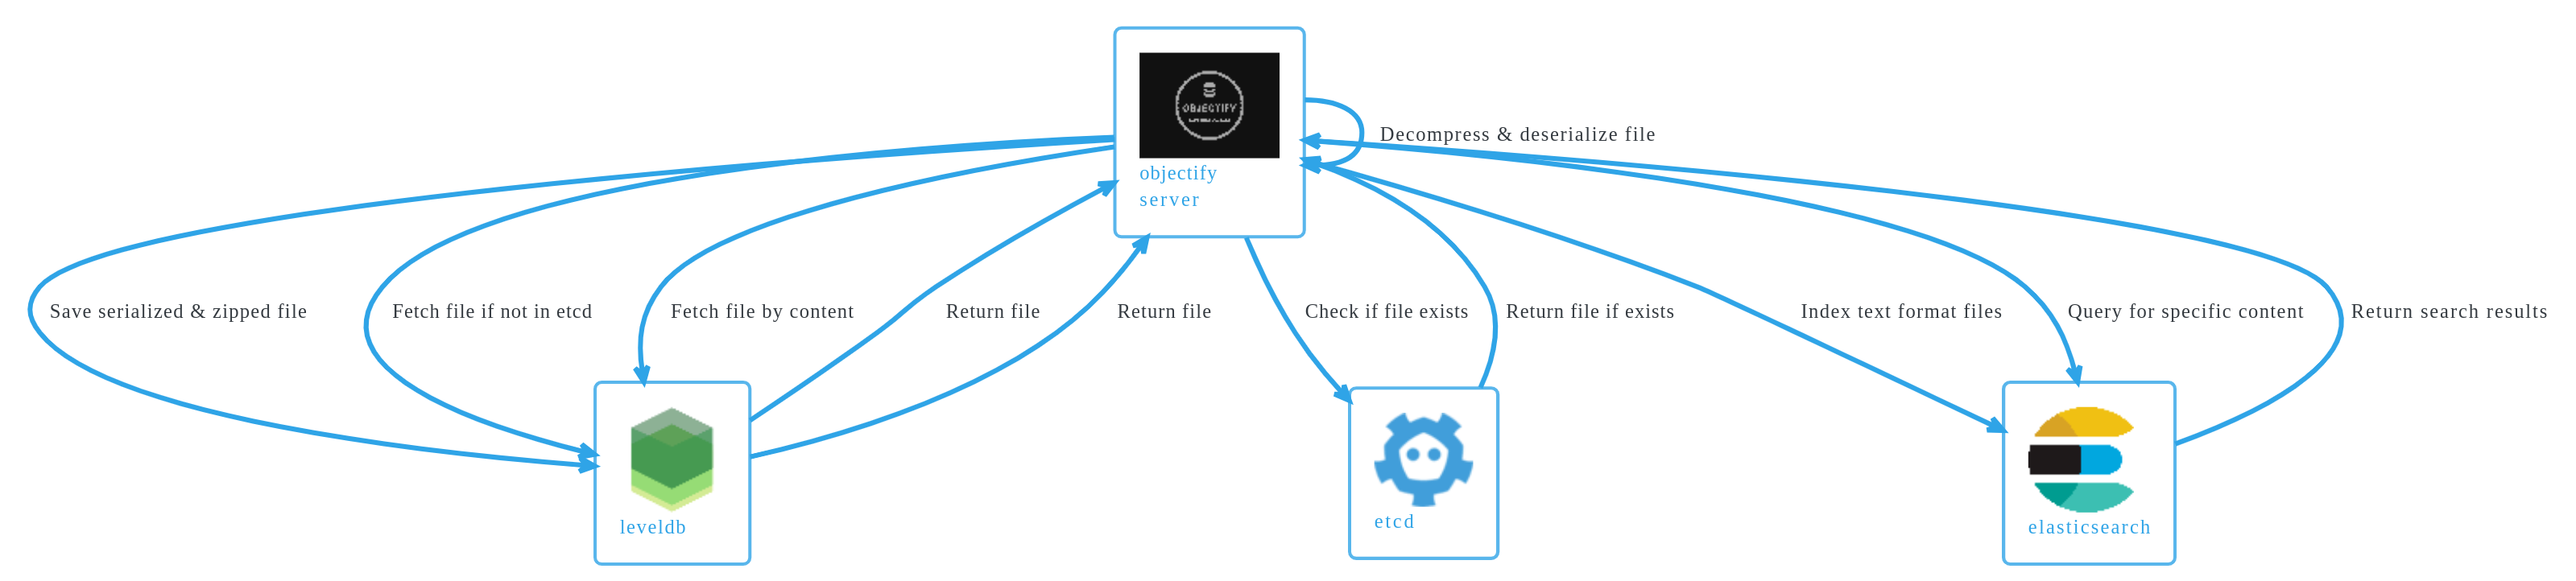 OBJECTIFY
objectify
server
Decompress & deserialize file
Save serialized & zipped file
Fetch file if not in etcd
Fetch file by content
Return file
Return file
Check if file exists
Return file if exists
Index text format files
Query for specific content
Return search results
leveldb
etcd
elasticsearch